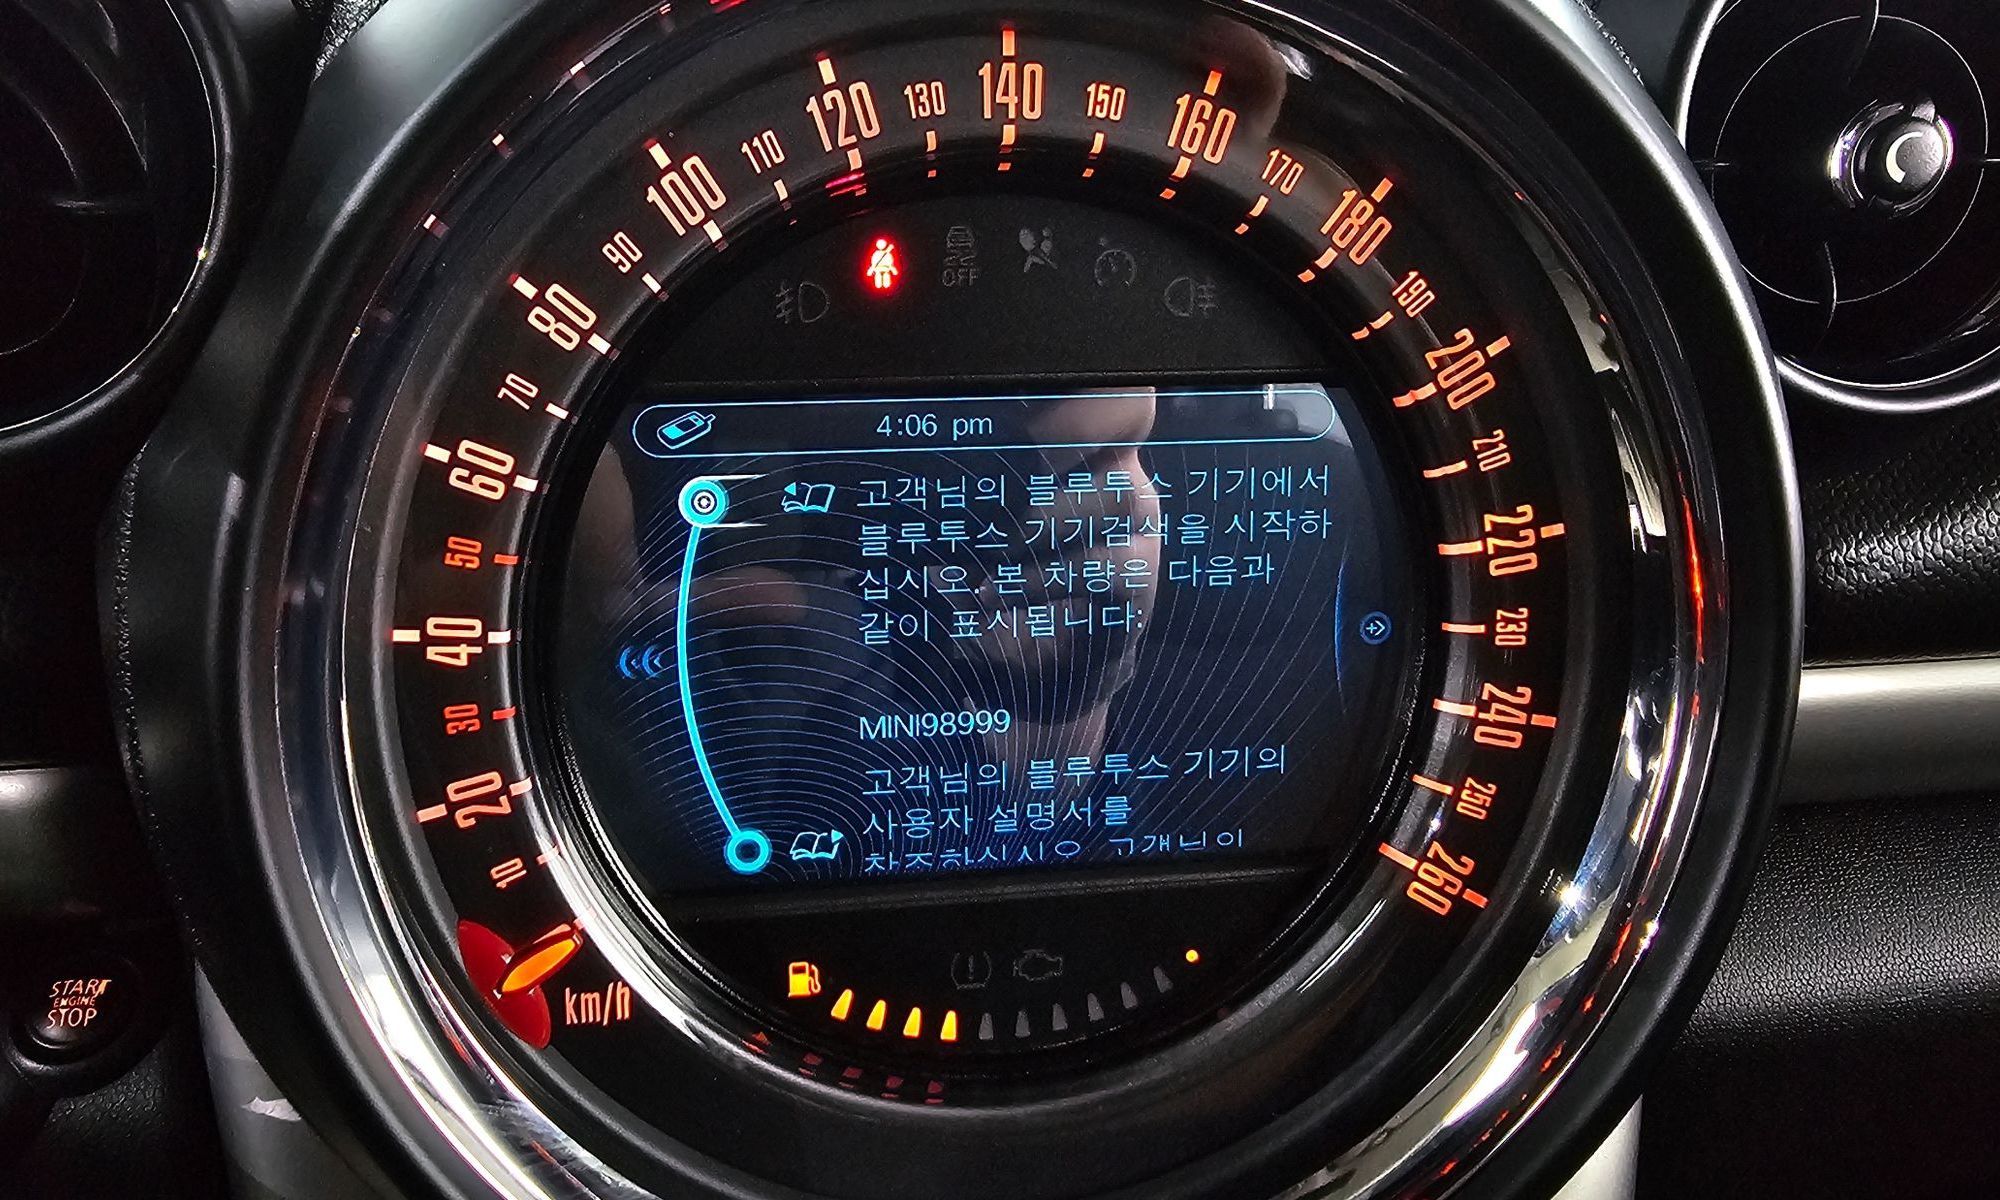 10
20
30
40
50
60
70
80
90
100
110
120
130
140
150
160
170
180
190
200
210
220
230
240
250
260
km/h
OFF
4:06 pm
고객님의 블루투스 기기에서
블루투스 기기검색을 시작하
십시오. 본 차량은 다음과
같이 표시됩니다:
MINI98999
고객님의 블루투스 기기의
사용자 설명서를
START
ENGINE
STOP